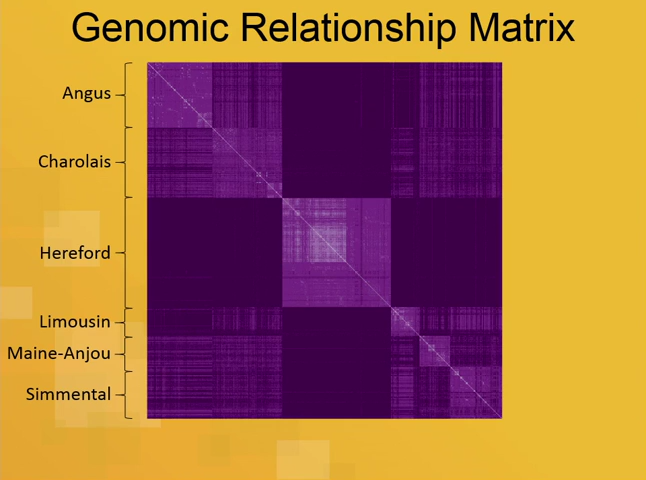 Genomic Relationship Matrix
Angus
Charolais
Hereford
Limousin
Maine-Anjou
Simmental